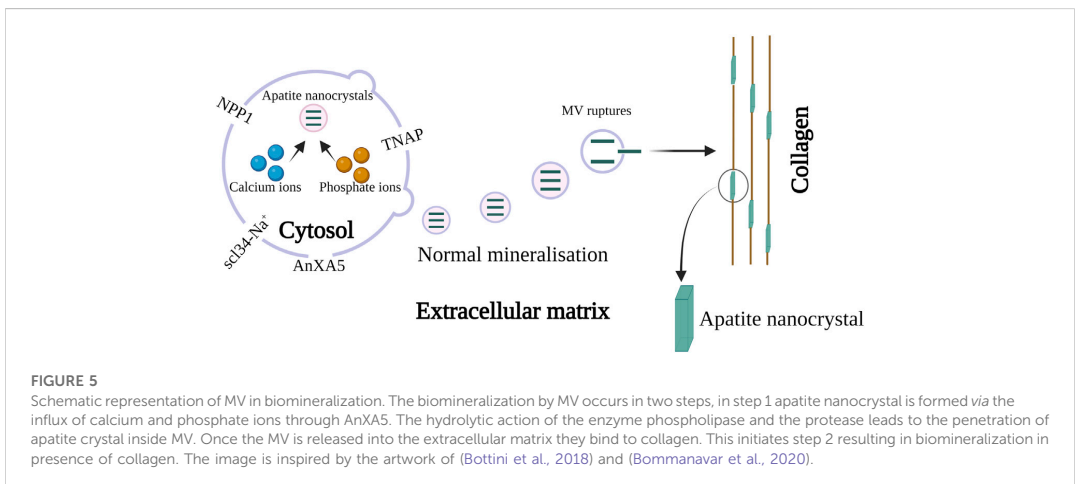 NPP1
Apatite nanocrystals
TNAP
Calcium ions
Phosphate ions
Cytosol
scl34-Na⁺
AnXA5
MV ruptures
Normal mineralisation
Extracellular matrix
Collagen
Apatite nanocrystal
FIGURE 5
Schematic representation of MV in biomineralization. The biomineralization by MV occurs in two steps, in step 1 apatite nanocrystal is formed via the
influx of calcium and phosphate ions through AnXA5. The hydrolytic action of the enzyme phospholipase and the protease leads to the penetration of
apatite crystal inside MV. Once the MV is released into the extracellular matrix they bind to collagen. This initiates step 2 resulting in biomineralization in
presence of collagen. The image is inspired by the artwork of (Bottini et al., 2018) and (Bommanavar et al., 2020).